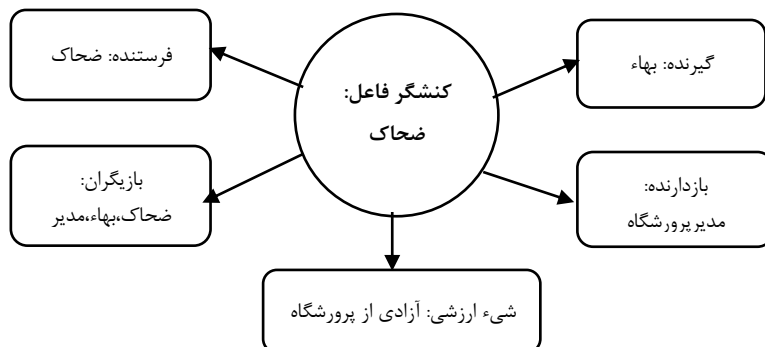 گیرنده: بهاء
فرستنده: ضحاک
کنشگر فاعل:
ضحاک
بازدارنده:
مدیرپرورشگاه
بازیگران:
ضحاک،بهاء،مدیر
شیء ارزشی: آزادی از پرورشگاه